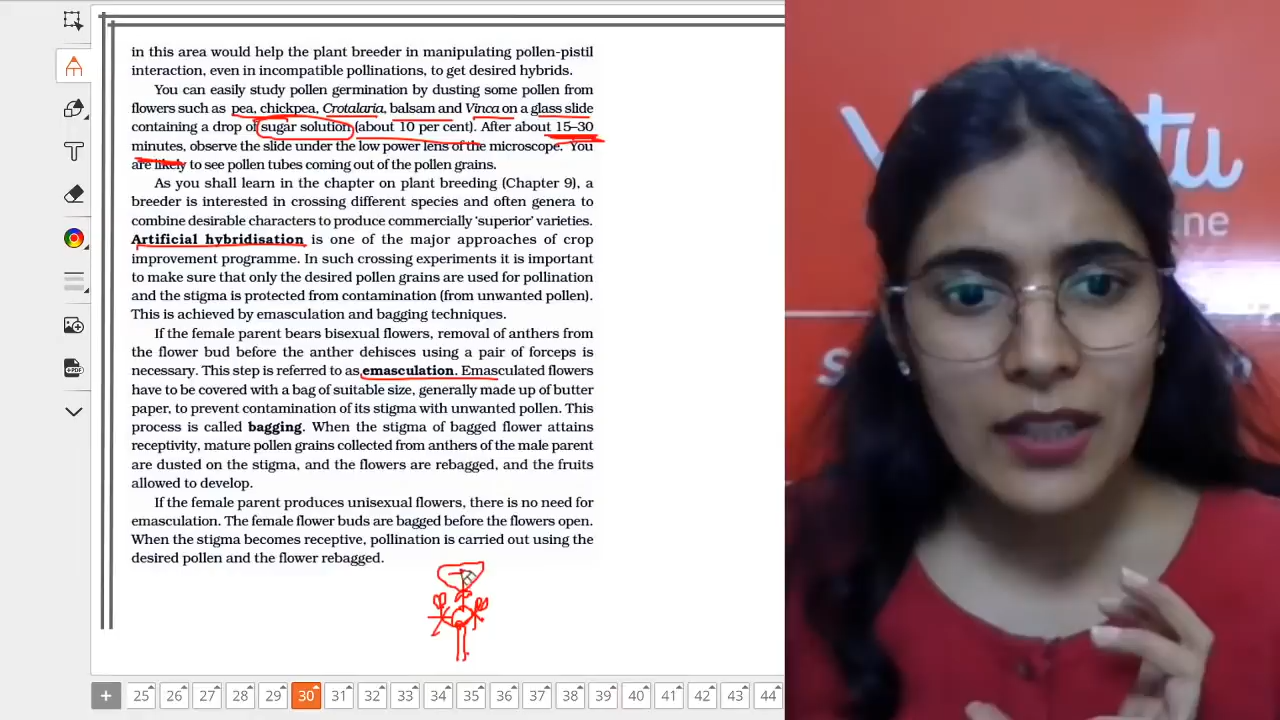 in this area would help the plant breeder in manipulating pollen-pistil
interaction, even in incompatible pollinations, to get desired hybrids.
You can easily study pollen germination by dusting some pollen from
flowers such as pea, chickpea, Crotalaria, balsam and Vinca on a glass slide
containing a drop of sugar solution (about 10 per cent). After about 15–30
minutes, observe the slide under the low power lens of the microscope. You
are likely to see pollen tubes coming out of the pollen grains.
As you shall learn in the chapter on plant breeding (Chapter 9), a
breeder is interested in crossing different species and often genera to
combine desirable characters to produce commercially ‘superior’ varieties.
Artificial hybridisation is one of the major approaches of crop
improvement programme. In such crossing experiments it is important
to make sure that only the desired pollen grains are used for pollination
and the stigma is protected from contamination (from unwanted pollen).
This is achieved by emasculation and bagging techniques.
If the female parent bears bisexual flowers, removal of anthers from
the flower bud before the anther dehisces using a pair of forceps is
necessary. This step is referred to as emasculation. Emasculated flowers
have to be covered with a bag of suitable size, generally made up of butter
paper, to prevent contamination of its stigma with unwanted pollen. This
process is called bagging. When the stigma of bagged flower attains
receptivity, mature pollen grains collected from anthers of the male parent
are dusted on the stigma, and the flowers are rebagged, and the fruits
allowed to develop.
If the female parent produces unisexual flowers, there is no need for
emasculation. The female flower buds are bagged before the flowers open.
When the stigma becomes receptive, pollination is carried out using the
desired pollen and the flower rebagged.
+ 25 26 27 28 29 30 31 32 33 34 35 36 37 38 39 40 41 42 43 44
T
PDF